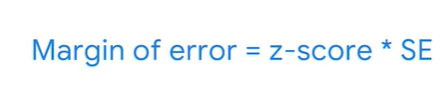 Margin of error = z-score * SE